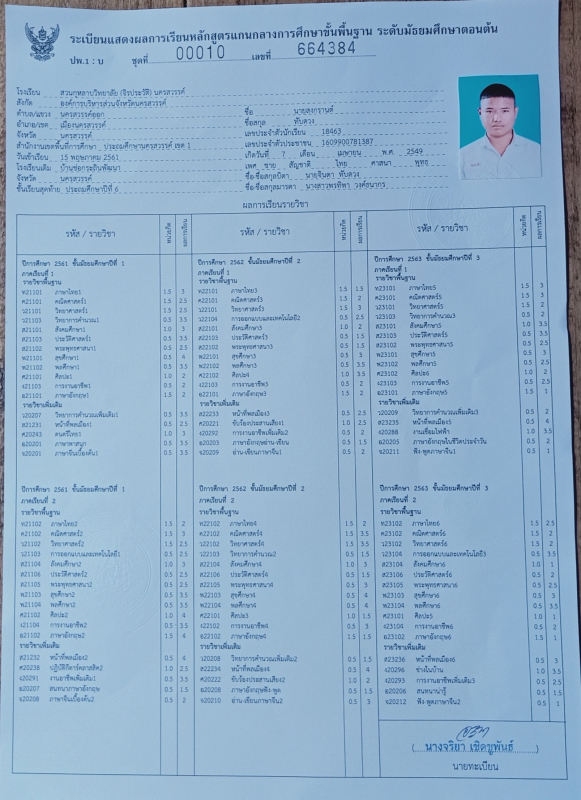 ระเบียนแสดงผลการเรียนหลักสูตรแกนกลางการศึกษาขั้นพื้นฐาน ระดับมัธยมศึกษาตอนต้น
ปพ.1 : บ ชุดที่ 00010 เลขที่ 664384
โรงเรียน สวนกุหลาบวิทยาลัย (จิรประวัติ) นครสวรรค์
สังกัด องค์การบริหารส่วนจังหวัดนครสวรรค์
ตำบล/แขวง นครสวรรค์ออก
อำเภอ/เขต เมืองนครสวรรค์
จังหวัด นครสวรรค์
สำนักงานเขตพื้นที่การศึกษา ประถมศึกษานครสวรรค์ เขต 1
วันเข้าเรียน 15 พฤษภาคม 2561
โรงเรียนเดิม บ้านช่อกระถินพัฒนา
จังหวัด นครสวรรค์
ชั้นเรียนสุดท้าย ประถมศึกษาปีที่ 6
ชื่อ นายสงกรานต์
ชื่อสกุล ทับดวง
เลขประจำตัวนักเรียน 18463
เลขประจำตัวประชาชน 1609900781387
เกิดวันที่ 7 เดือน เมษายน พ.ศ. 2549
เพศ ชาย สัญชาติ ไทย ศาสนา พุทธ
ชื่อ-ชื่อสกุลบิดา นายจินดา ทับดวง
ชื่อ-ชื่อสกุลมารดา นางสาวพรทิพา วงค์ธนากร
ผลการเรียนรายวิชา
รหัส / รายวิชา หน่วยกิต ผลการเรียน รหัส / รายวิชา หน่วยกิต ผลการเรียน รหัส / รายวิชา หน่วยกิต ผลการเรียน
ปีการศึกษา 2561 ชั้นมัธยมศึกษาปีที่ 1
ภาคเรียนที่ 1
รายวิชาพื้นฐาน
ท21101 ภาษาไทย1 1.5 3
ค21101 คณิตศาสตร์1 1.5 2.5
ว21101 วิทยาศาสตร์1 1.5 2.5
ว21103 วิทยาการคำนวณ1 0.5 2.5
ส21101 สังคมศึกษา1 1.0 3
ส21103 ประวัติศาสตร์1 0.5 3.5
ส21102 พระพุทธศาสนา1 0.5 2.5
พ21101 สุขศึกษา1 0.5 4
พ21102 พลศึกษา1 0.5 3.5
ศ21101 ศิลปะ1 1.0 2
ง21103 การงานอาชีพ1 0.5 2
อ21101 ภาษาอังกฤษ1 1.5 3
รายวิชาเพิ่มเติม
ว20207 วิทยาการคำนวณเพิ่มเติม1 0.5 3.5
ส21231 หน้าที่พลเมือง1 0.5 2.5
ศ20243 ดนตรีไทย1 1.0 3
อ20203 ภาษาพาสนุก 0.5 3.5
จ20201 ภาษาจีนเบื้องต้น1 0.5 3.5
ปีการศึกษา 2562 ชั้นมัธยมศึกษาปีที่ 2
ภาคเรียนที่ 1
รายวิชาพื้นฐาน
ท22101 ภาษาไทย3 1.5 1.5
ค22101 คณิตศาสตร์3 1.5 2
ว22101 วิทยาศาสตร์3 1.5 3
ว22104 การออกแบบและเทคโนโลยี2 0.5 2.5
ส22101 สังคมศึกษา3 1.0 2
ส22103 ประวัติศาสตร์3 0.5 1.5
ส22102 พระพุทธศาสนา3 0.5 1.5
พ22101 สุขศึกษา3 0.5 3
พ22102 พลศึกษา3 0.5 3.5
ศ22102 ศิลปะ4 1.0 3.5
ง22103 การงานอาชีพ3 0.5 2
อ22101 ภาษาอังกฤษ3 1.5 2
รายวิชาเพิ่มเติม
ส22233 หน้าที่พลเมือง3 0.5 4
ศ20221 ขับร้องประสานเสียง1 1.0 2.5
ง20292 การงานอาชีพเพิ่มเติม2 0.5 2
อ20205 ภาษาอังกฤษอ่าน-เขียน 0.5 1.5
จ20209 อ่าน-เขียนภาษาจีน1 0.5 2
ปีการศึกษา 2563 ชั้นมัธยมศึกษาปีที่ 3
ภาคเรียนที่ 1
รายวิชาพื้นฐาน
ท23101 ภาษาไทย5 1.5 3
ค23101 คณิตศาสตร์5 1.5 3
ว23101 วิทยาศาสตร์5 1.5 2
ว23103 วิทยาการคำนวณ3 0.5 2
ส23101 สังคมศึกษา5 1.0 3.5
ส23103 ประวัติศาสตร์5 0.5 3.5
ส23102 พระพุทธศาสนา5 0.5 2.5
พ23101 สุขศึกษา5 0.5 3
พ23102 พลศึกษา5 0.5 3.5
ศ23102 ศิลปะ6 1.0 2
ง23103 การงานอาชีพ5 0.5 2.5
อ23101 ภาษาอังกฤษ5 1.5 1
รายวิชาเพิ่มเติม
ว20209 วิทยาการคำนวณเพิ่มเติม3 0.5 2
ส23235 หน้าที่พลเมือง5 0.5 4
ง20288 งานเชื่อมไฟฟ้า 1.0 3.5
อ20205 ภาษาอังกฤษในชีวิตประจำวัน 0.5 2
จ20211 ฟัง-พูดภาษาจีน1 0.5 1
ปีการศึกษา 2561 ชั้นมัธยมศึกษาปีที่ 1
ภาคเรียนที่ 2
รายวิชาพื้นฐาน
ท21102 ภาษาไทย2 1.5 2
ค21102 คณิตศาสตร์2 1.5 3
ว21102 วิทยาศาสตร์2 1.5 2.5
ว21103 การออกแบบและเทคโนโลยี1 0.5 3.5
ส21104 สังคมศึกษา2 1.0 3
ส21106 ประวัติศาสตร์2 0.5 2.5
ส21105 พระพุทธศาสนา2 0.5 2.5
พ21103 สุขศึกษา2 0.5 3.5
พ21104 พลศึกษา2 0.5 3.5
ศ21102 ศิลปะ2 1.0 4
ง21104 การงานอาชีพ2 0.5 3.5
อ21102 ภาษาอังกฤษ2 1.5 4
รายวิชาเพิ่มเติม
ส21232 หน้าที่พลเมือง2 0.5 4
ศ20238 ปฏิบัติกีตาร์คลาสสิค2 1.0 2.5
ง20291 งานอาชีพเพิ่มเติม1 0.5 3.5
อ20207 สนทนาภาษาอังกฤษ 0.5 1.5
จ20208 ภาษาจีนเบื้องต้น2 0.5 2
ปีการศึกษา 2562 ชั้นมัธยมศึกษาปีที่ 2
ภาคเรียนที่ 2
รายวิชาพื้นฐาน
ท22102 ภาษาไทย4 1.5 2
ค22102 คณิตศาสตร์4 1.5 3.5
ว22102 วิทยาศาสตร์4 1.5 3.5
ว22103 วิทยาการคำนวณ2 0.5 1.5
ส22104 สังคมศึกษา4 1.0 3
ส22106 ประวัติศาสตร์4 0.5 1.5
ส22105 พระพุทธศาสนา4 0.5 3
พ22103 สุขศึกษา4 0.5 4
พ22104 พลศึกษา4 0.5 4
ศ22101 ศิลปะ3 1.0 1.5
ง22104 การงานอาชีพ4 0.5 3
อ22102 ภาษาอังกฤษ4 1.5 1.5
รายวิชาเพิ่มเติม
ว20208 วิทยาการคำนวณเพิ่มเติม2 0.5 1.5
ส22234 หน้าที่พลเมือง4 0.5 4
ศ20222 ขับร้องประสานเสียง2 1.0 2
อ20208 ภาษาอังกฤษฟัง-พูด 0.5 1.5
จ20210 อ่าน-เขียนภาษาจีน2 0.5 3
ปีการศึกษา 2563 ชั้นมัธยมศึกษาปีที่ 3
ภาคเรียนที่ 2
รายวิชาพื้นฐาน
ท23102 ภาษาไทย6 1.5 2.5
ค23102 คณิตศาสตร์6 1.5 2
ว23102 วิทยาศาสตร์6 1.5 2
ว23104 การออกแบบและเทคโนโลยี3 0.5 3.5
ส23104 สังคมศึกษา6 1.0 1
ส23106 ประวัติศาสตร์6 0.5 2
ส23105 พระพุทธศาสนา6 0.5 2.5
พ23103 สุขศึกษา6 0.5 3
พ23104 พลศึกษา6 0.5 3.5
ศ23101 ศิลปะ5 1.0 1
ง23104 การงานอาชีพ6 0.5 2
อ23102 ภาษาอังกฤษ6 1.5 1
รายวิชาเพิ่มเติม
ส23236 หน้าที่พลเมือง6 0.5 3
ง20296 ช่างไม้ในบ้าน 1.0 3.5
ง20293 การงานอาชีพเพิ่มเติม3 0.5 2.5
อ20206 สนทนาน่ารู้ 0.5 1.5
จ20212 ฟัง-พูดภาษาจีน2 0.5 1
( นางจริยา เชิดชูพันธ์ )
นายทะเบียน